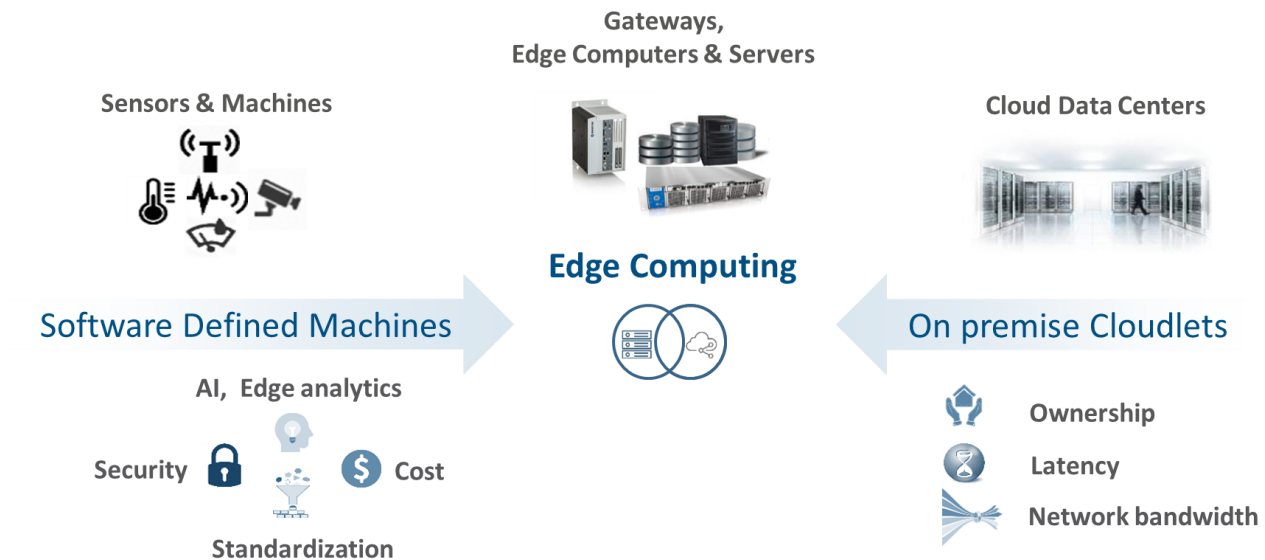 Gateways,
Edge Computers & Servers
Sensors & Machines
Cloud Data Centers
Edge Computing
Software Defined Machines
On premise Cloudlets
AI, Edge analytics
Security
$
Cost
Standardization
Ownership
Latency
Network bandwidth